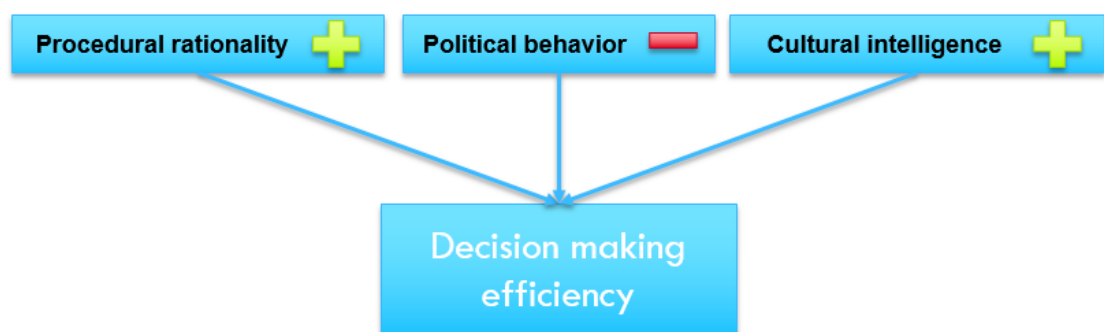 Procedural rationality
Political behavior
Cultural intelligence
Decision making
efficiency